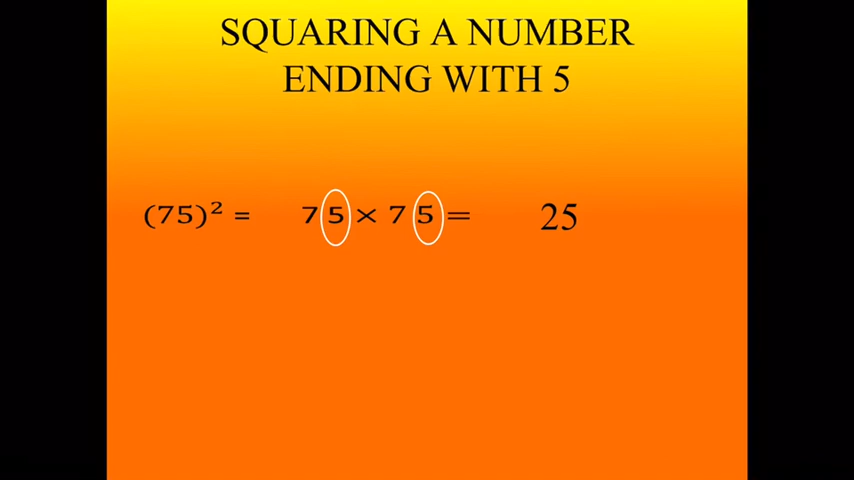 SQUARING A NUMBER
ENDING WITH 5
(75)² = 75 × 75 = 25